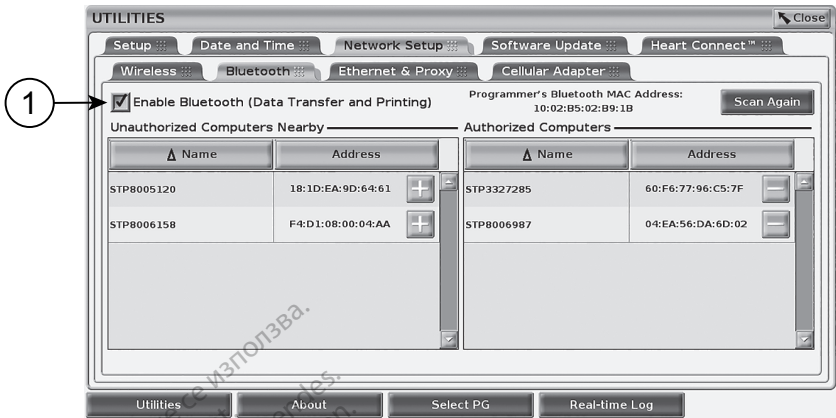 UTILITIES
Close
Setup
Date and Time
Network Setup
Software Update
Heart Connect™
Wireless
Bluetooth
Ethernet & Proxy
Cellular Adapter
1
Enable Bluetooth (Data Transfer and Printing)
Programmer's Bluetooth MAC Address:
10:02:B5:02:B9:1B
Scan Again
Unauthorized Computers Nearby
Δ Name
Address
STP8005120
18:1D:EA:9D:64:61
+
STP8006158
F4:D1:08:00:04:AA
+
Authorized Computers
Δ Name
Address
STP3327285
60:F6:77:96:C5:7F
−
STP8006987
04:EA:56:DA:6D:02
−
се използва.
Utilities
About
Select PG
Real-time Log